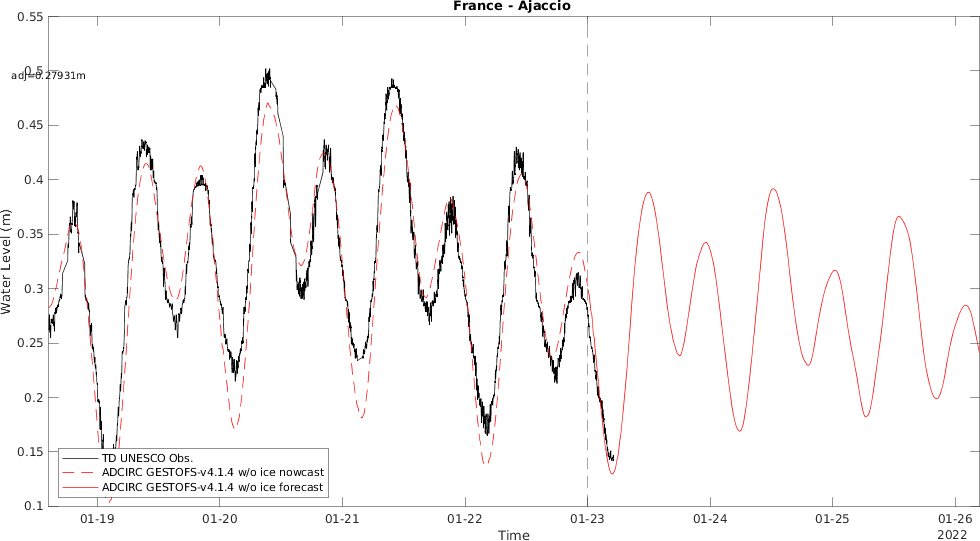 France - Ajaccio
adj=0.27931m
Water Level (m)
0.55
0.5
0.45
0.4
0.35
0.3
0.25
0.2
0.15
0.1
TD UNESCO Obs.
ADCIRC GESTOFS-v4.1.4 w/o ice nowcast
ADCIRC GESTOFS-v4.1.4 w/o ice forecast
01-19 01-20 01-21 01-22 01-23 01-24 01-25 01-26
2022
Time